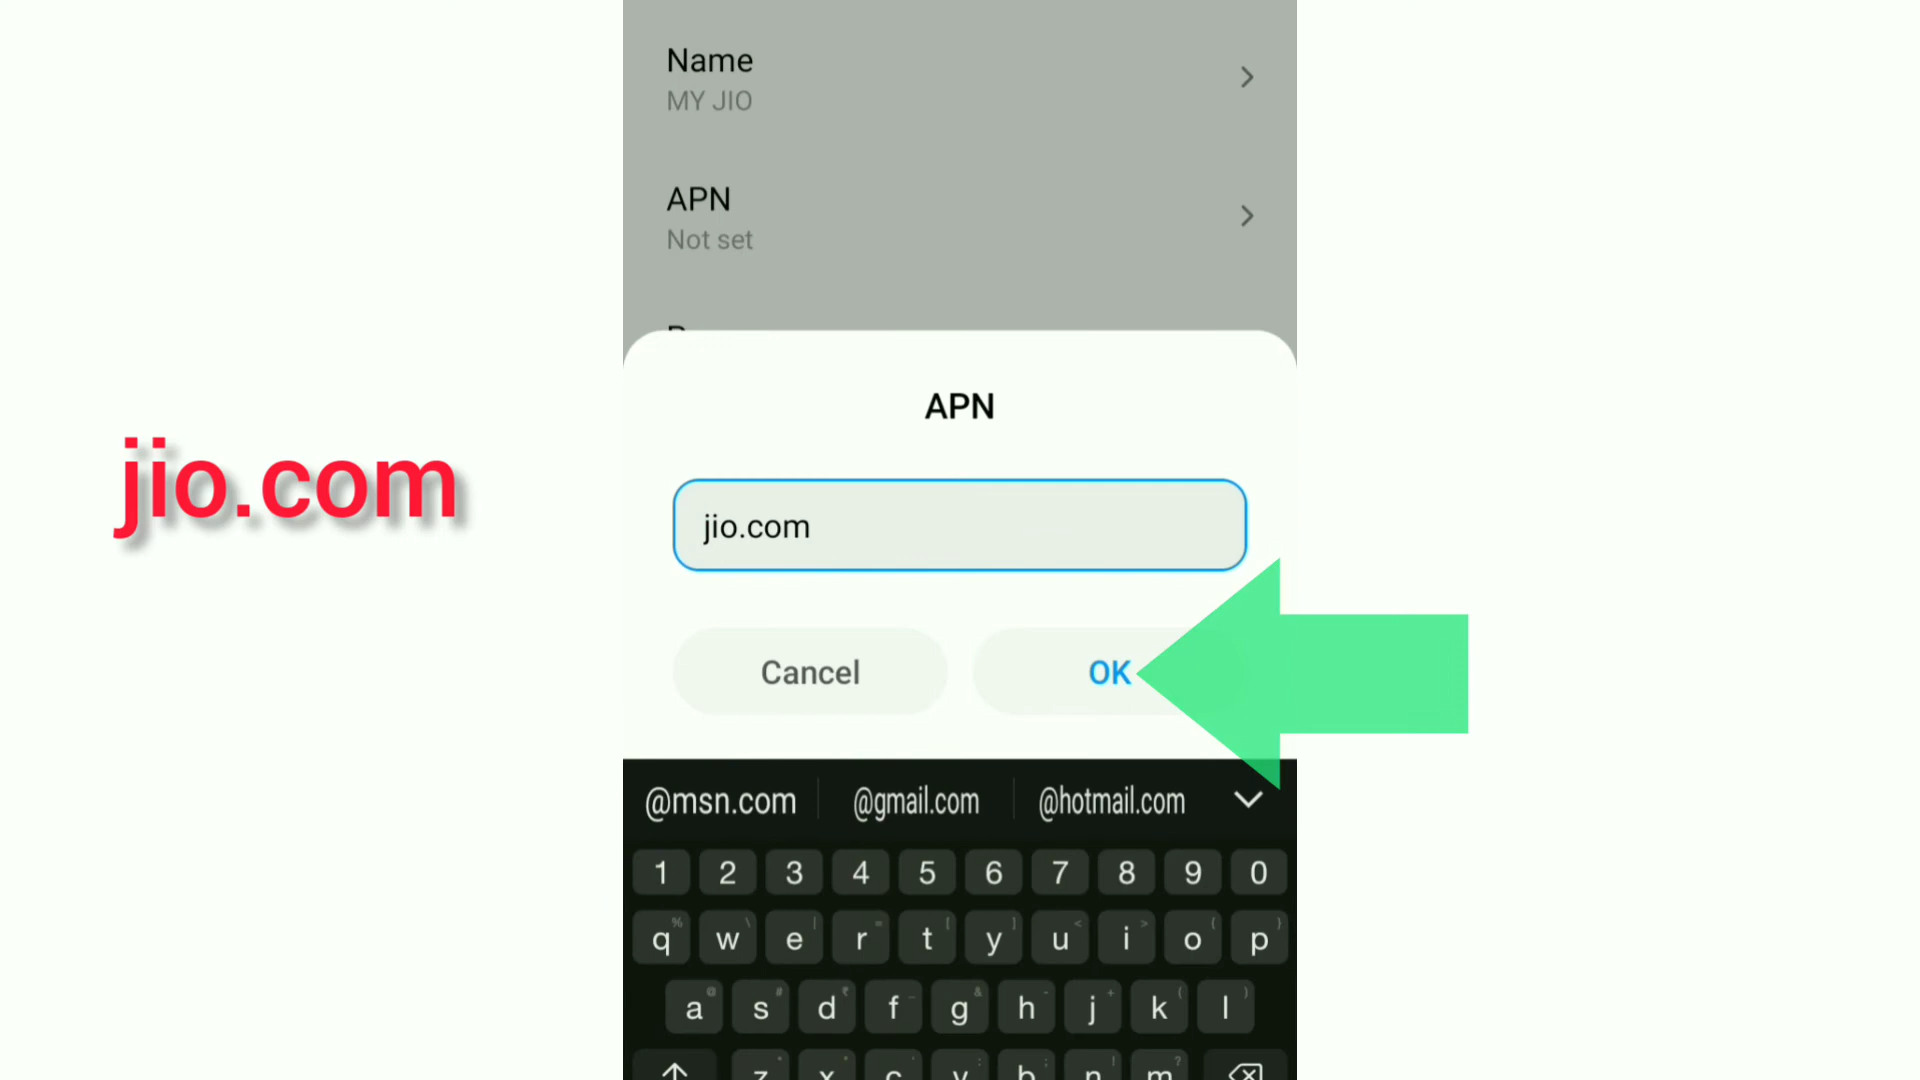 Name
MY JIO
APN
Not set
APN
jio.com
jio.com
Cancel
OK
@msn.com
@gmail.com
@hotmail.com
1 2 3 4 5 6 7 8 9 0
q w e r t y u i o p
a s d f g h j k l
z x c v b n m